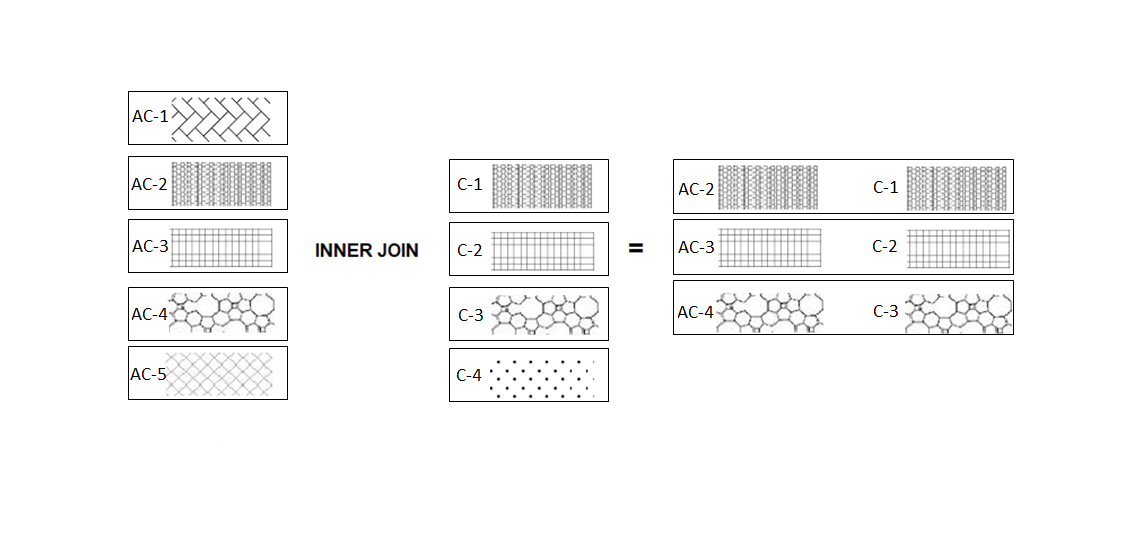 AC-1
AC-2
AC-3
AC-4
AC-5
INNER JOIN
C-1
C-2
C-3
C-4
=
AC-2 C-1
AC-3 C-2
AC-4 C-3